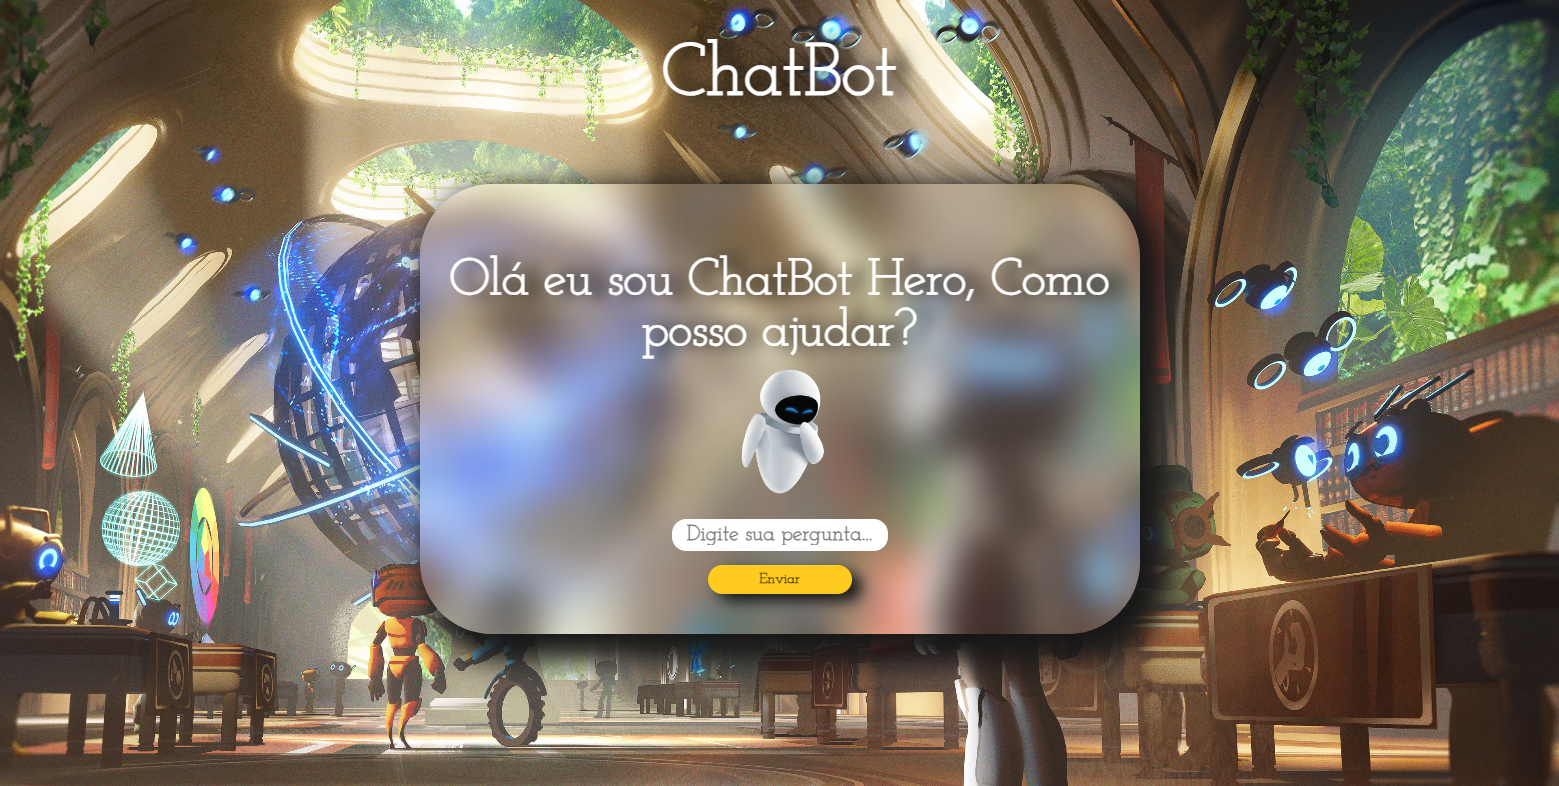 ChatBot
Olá eu sou ChatBot Hero, Como
posso ajudar?
Digite sua pergunta...
Enviar